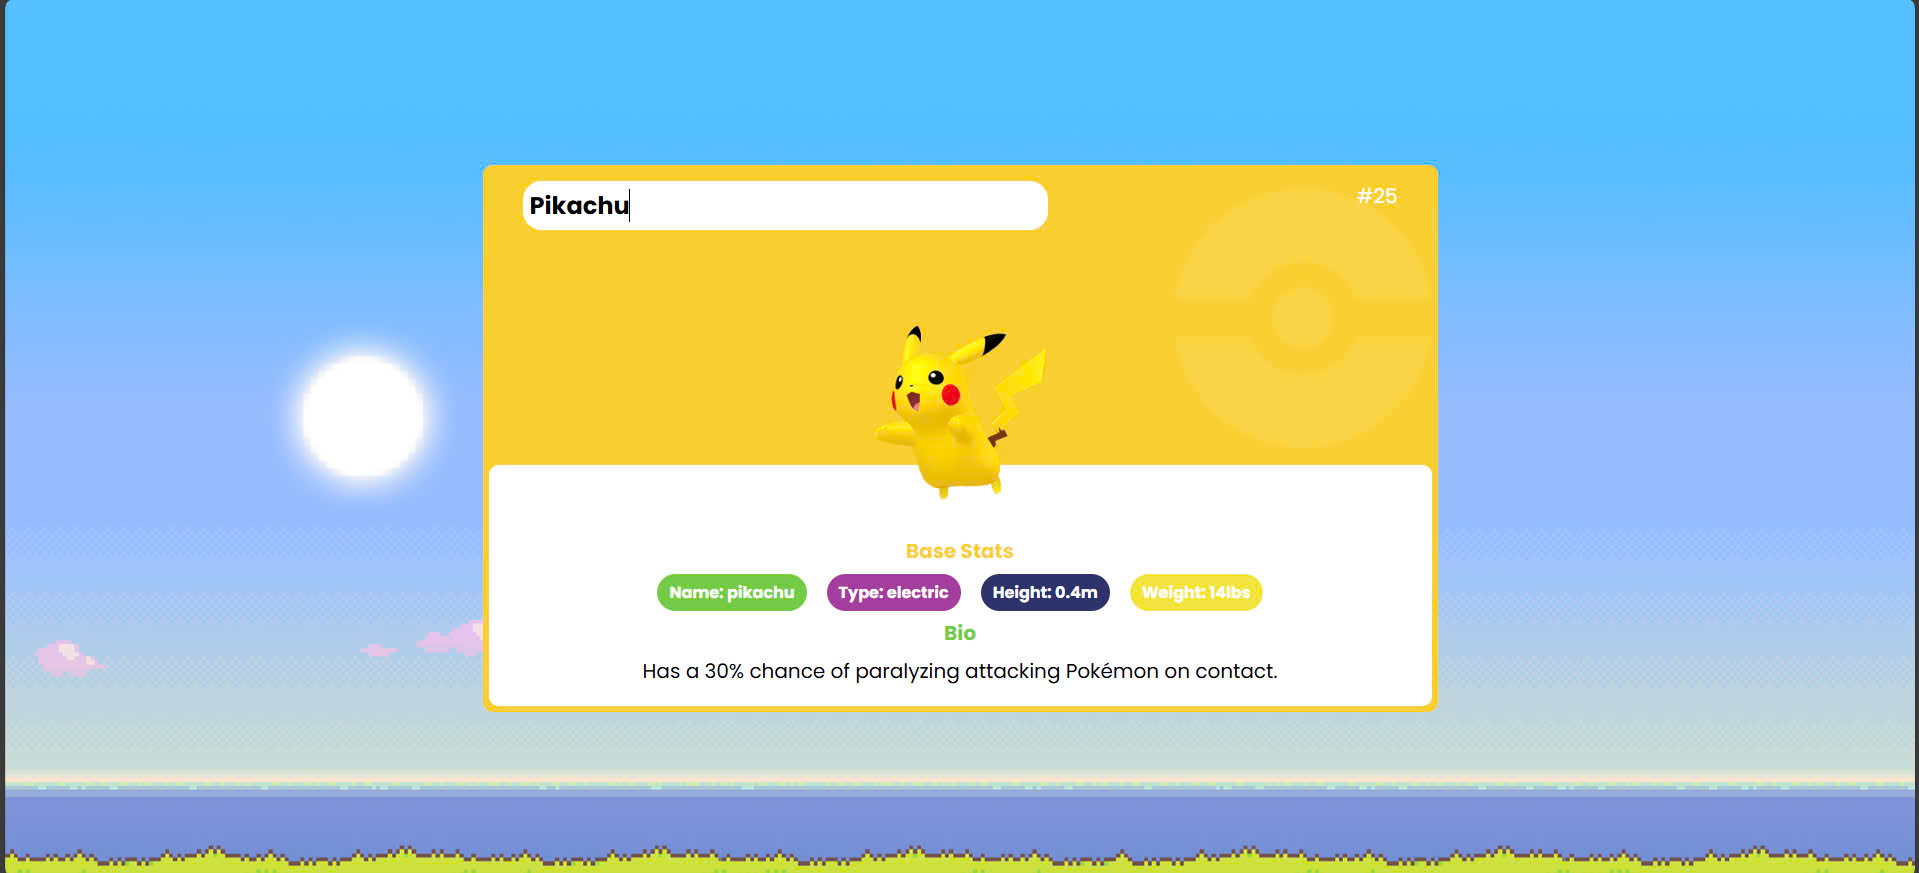 Pikachu
#25
Base Stats
Name: pikachu Type: electric Height: 0.4m Weight: 14lbs
Bio
Has a 30% chance of paralyzing attacking Pokémon on contact.